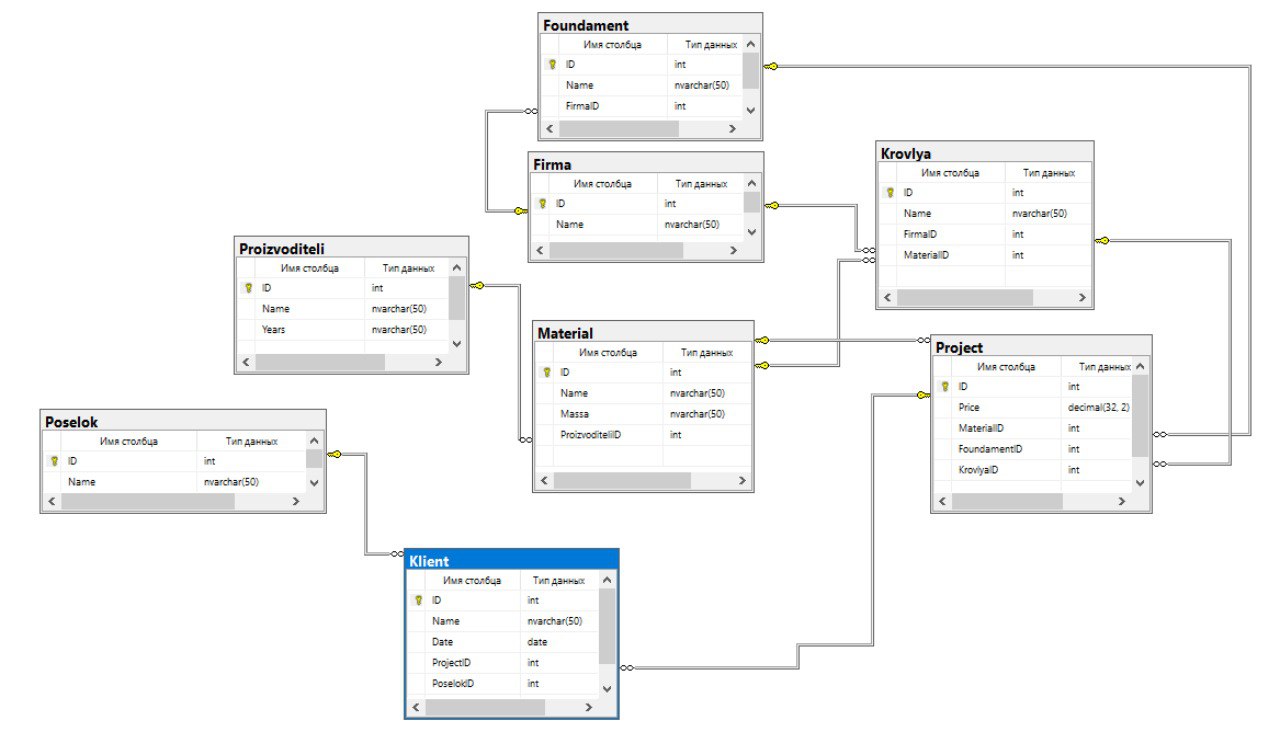 Foundament
Имя столбца Тип данных
ID int
Name nvarchar(50)
FirmaID int
Firma
Имя столбца Тип данных
ID int
Name nvarchar(50)
Krovlya
Имя столбца Тип данных
ID int
Name nvarchar(50)
FirmaID int
MaterialID int
Proizvoditeli
Имя столбца Тип данных
ID int
Name nvarchar(50)
Years nvarchar(50)
Material
Имя столбца Тип данных
ID int
Name nvarchar(50)
Massa nvarchar(50)
ProizvoditeliID int
Project
Имя столбца Тип данных
ID int
Price decimal(32, 2)
MaterialID int
FoundamentID int
KrovlyaID int
Poselok
Имя столбца Тип данных
ID int
Name nvarchar(50)
Klient
Имя столбца Тип данных
ID int
Name nvarchar(50)
Date date
ProjectID int
PoselokID int